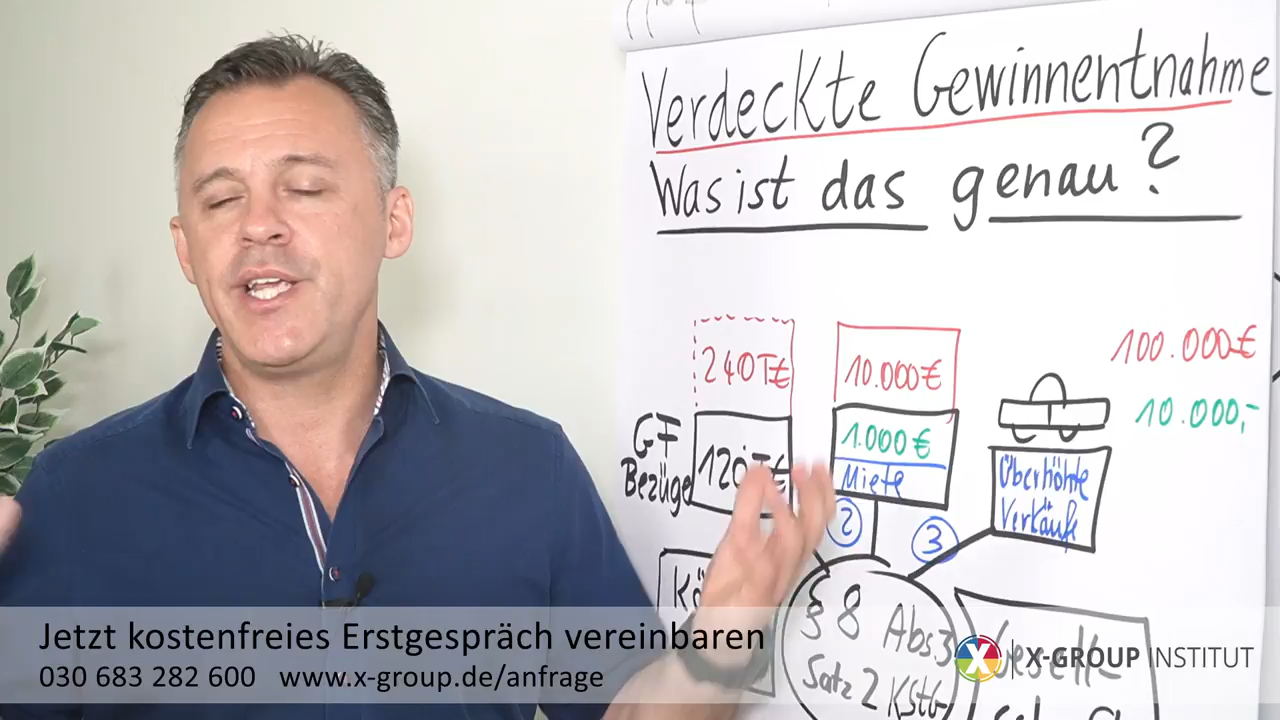 Verdeckte Gewinnentnahme
Was ist das genau?
240T€
10.000€
100.000€
10.000,-
GF
Bezüge
120T€
1.000€
Miete
Überhöhte
Verkäufe
2
3
§ 8 Abs.3
Satz 2 KStG
Jetzt kostenfreies Erstgespräch vereinbaren
030 683 282 600 www.x-group.de/anfrage
X-GROUP INSTITUT